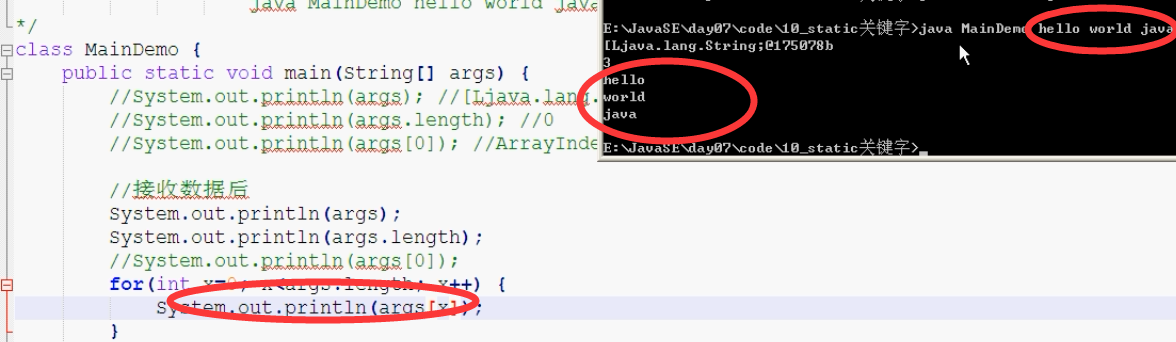 java MainDemo hello world java
*/
class MainDemo {
public static void main(String[] args) {
//System.out.println(args); //[Ljava.lang.
//System.out.println(args.length); //0
//System.out.println(args[0]); //ArrayInde
//接收数据后
System.out.println(args);
System.out.println(args.length);
//System.out.println(args[0]);
for(int x=0; x<args.length; x++) {
System.out.println(args[x]);
}
E:\JavaSE\day07\code\10_static关键字>java MainDemo hello world java
[Ljava.lang.String;@175078b
3
hello
world
java
E:\JavaSE\day07\code\10_static关键字>